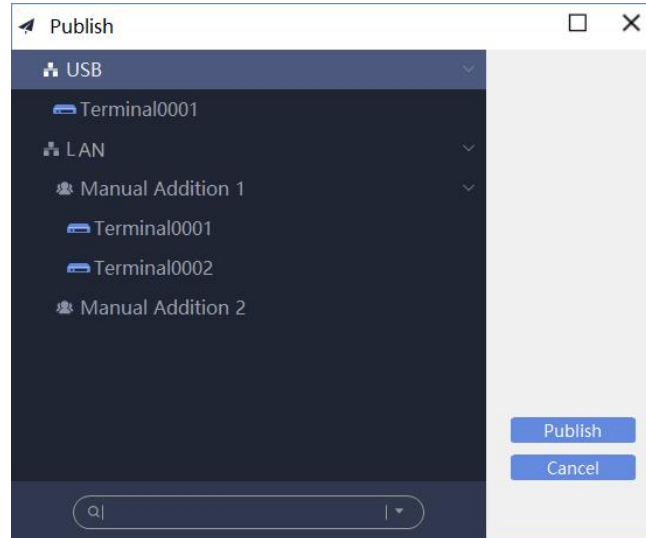 Publish
USB
Terminal0001
LAN
Manual Addition 1
Terminal0001
Terminal0002
Manual Addition 2
Publish
Cancel